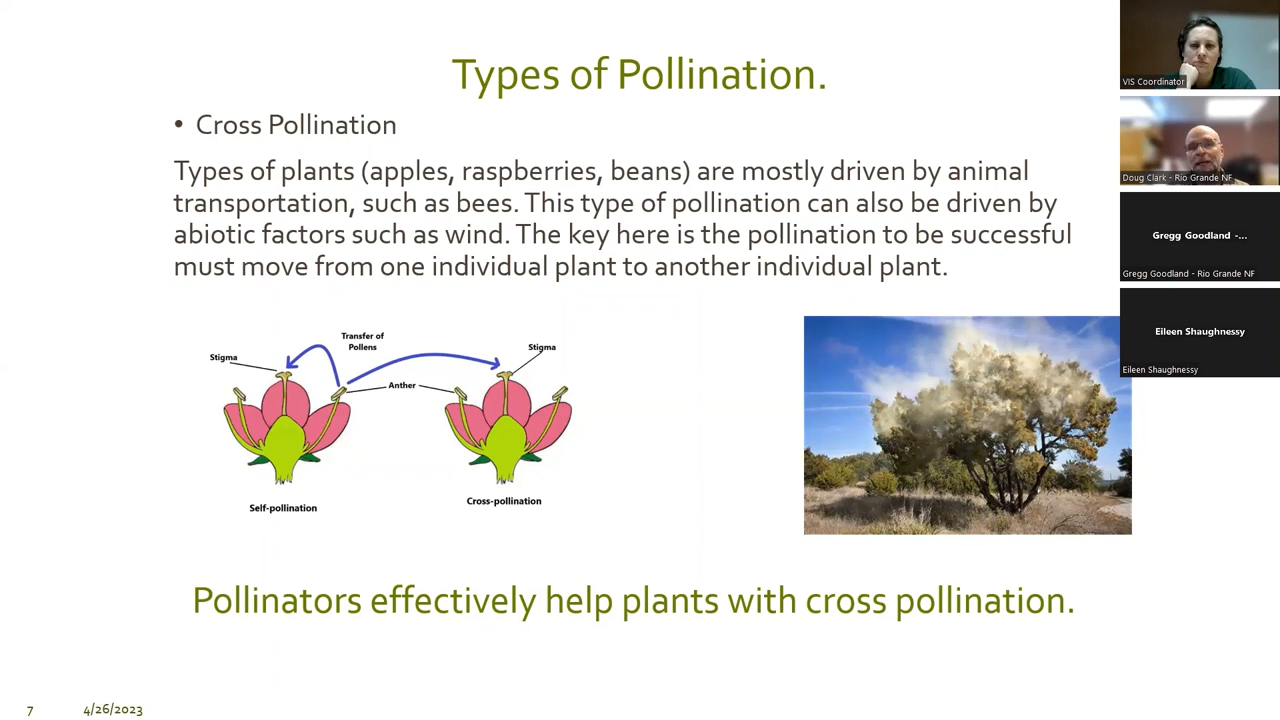 Types of Pollination.
• Cross Pollination
Types of plants (apples, raspberries, beans) are mostly driven by animal
transportation, such as bees. This type of pollination can also be driven by
abiotic factors such as wind. The key here is the pollination to be successful
must move from one individual plant to another individual plant.
Transfer of
Pollens
Stigma
Stigma
Anther
Self-pollination
Cross-pollination
Pollinators effectively help plants with cross pollination.
7
4/26/2023
VIS Coordinator
Doug Clark - Rio Grande NF
Gregg Goodland -...
Gregg Goodland - Rio Grande NF
Eileen Shaughnessy
Eileen Shaughnessy